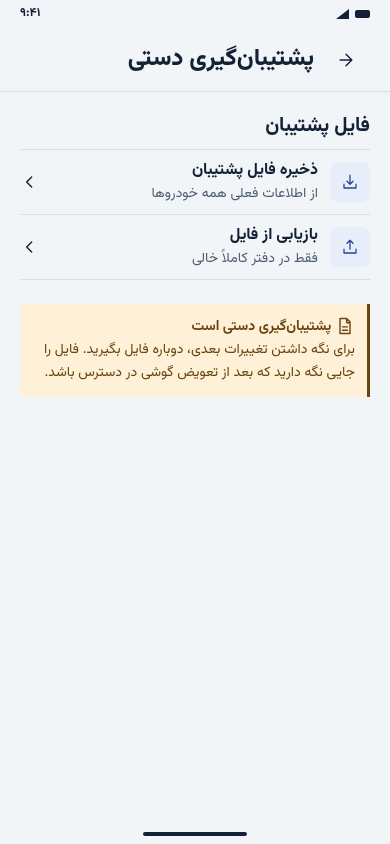 ۹:۴۱
پشتیبان‌گیری دستی
فایل پشتیبان
ذخیره فایل پشتیبان
از اطلاعات فعلی همه خودروها
بازیابی از فایل
فقط در دفتر کاملاً خالی
پشتیبان‌گیری دستی است
برای نگه داشتن تغییرات بعدی، دوباره فایل بگیرید. فایل را
جایی نگه دارید که بعد از تعویض گوشی در دسترس باشد.